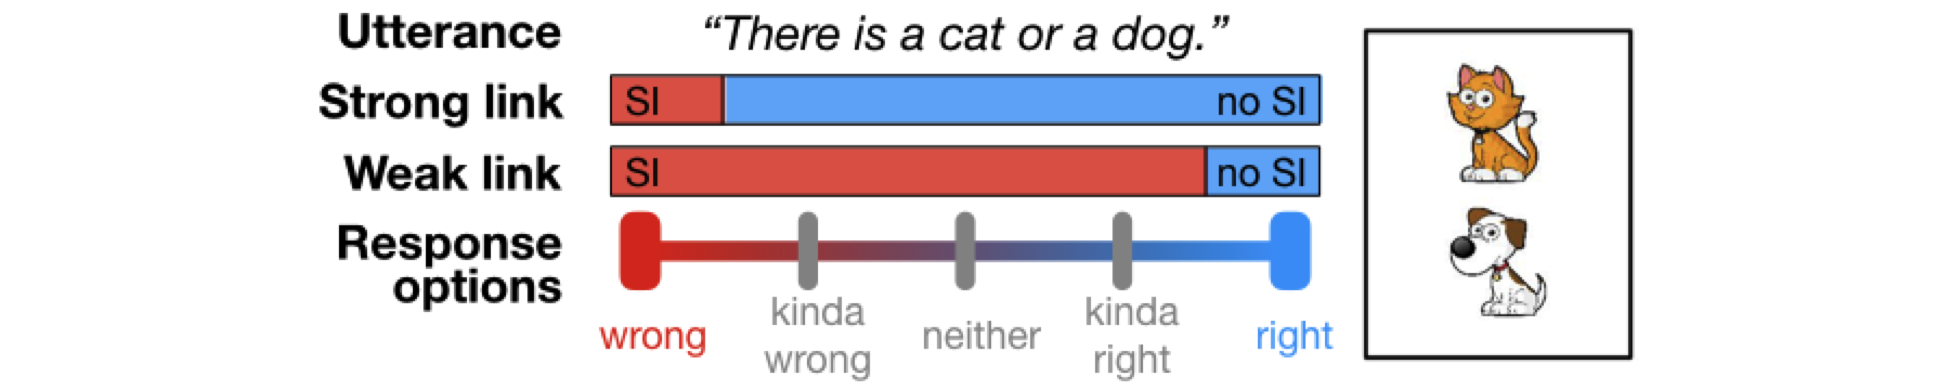 Utterance “There is a cat or a dog.”
Strong link SI no SI
Weak link SI no SI
Response
options
wrong kinda
wrong neither kinda
right right